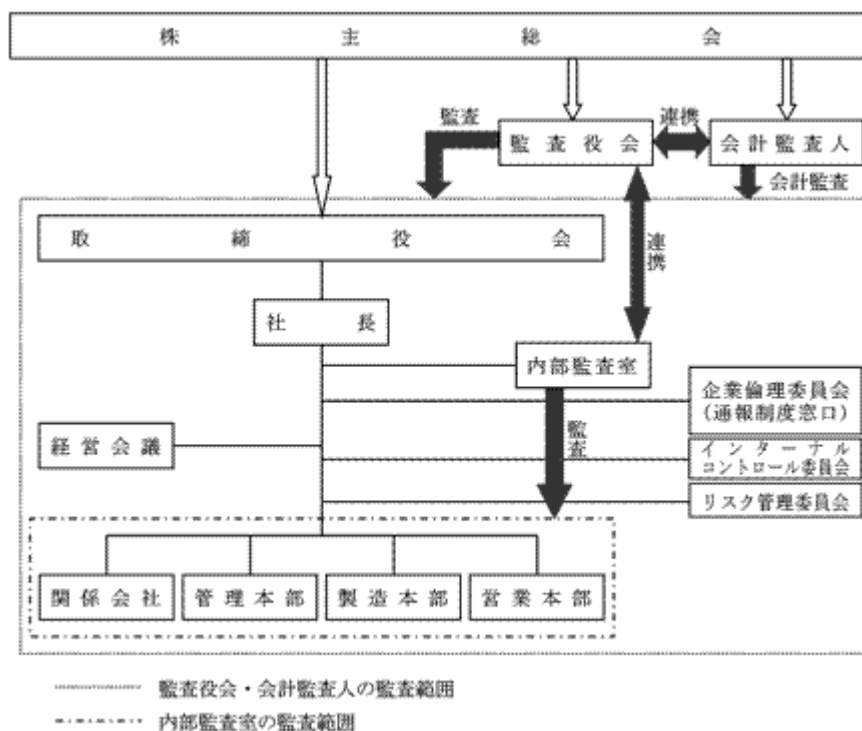 株主総会
監査
連携
監査役会
会計監査人
会計監査
取締役会
連携
社長
内部監査室
企業倫理委員会
(通報制度窓口)
経営会議
監査
インターナル
コントロール委員会
リスク管理委員会
関係会社
管理本部
製造本部
営業本部
監査役会・会計監査人の監査範囲
内部監査室の監査範囲